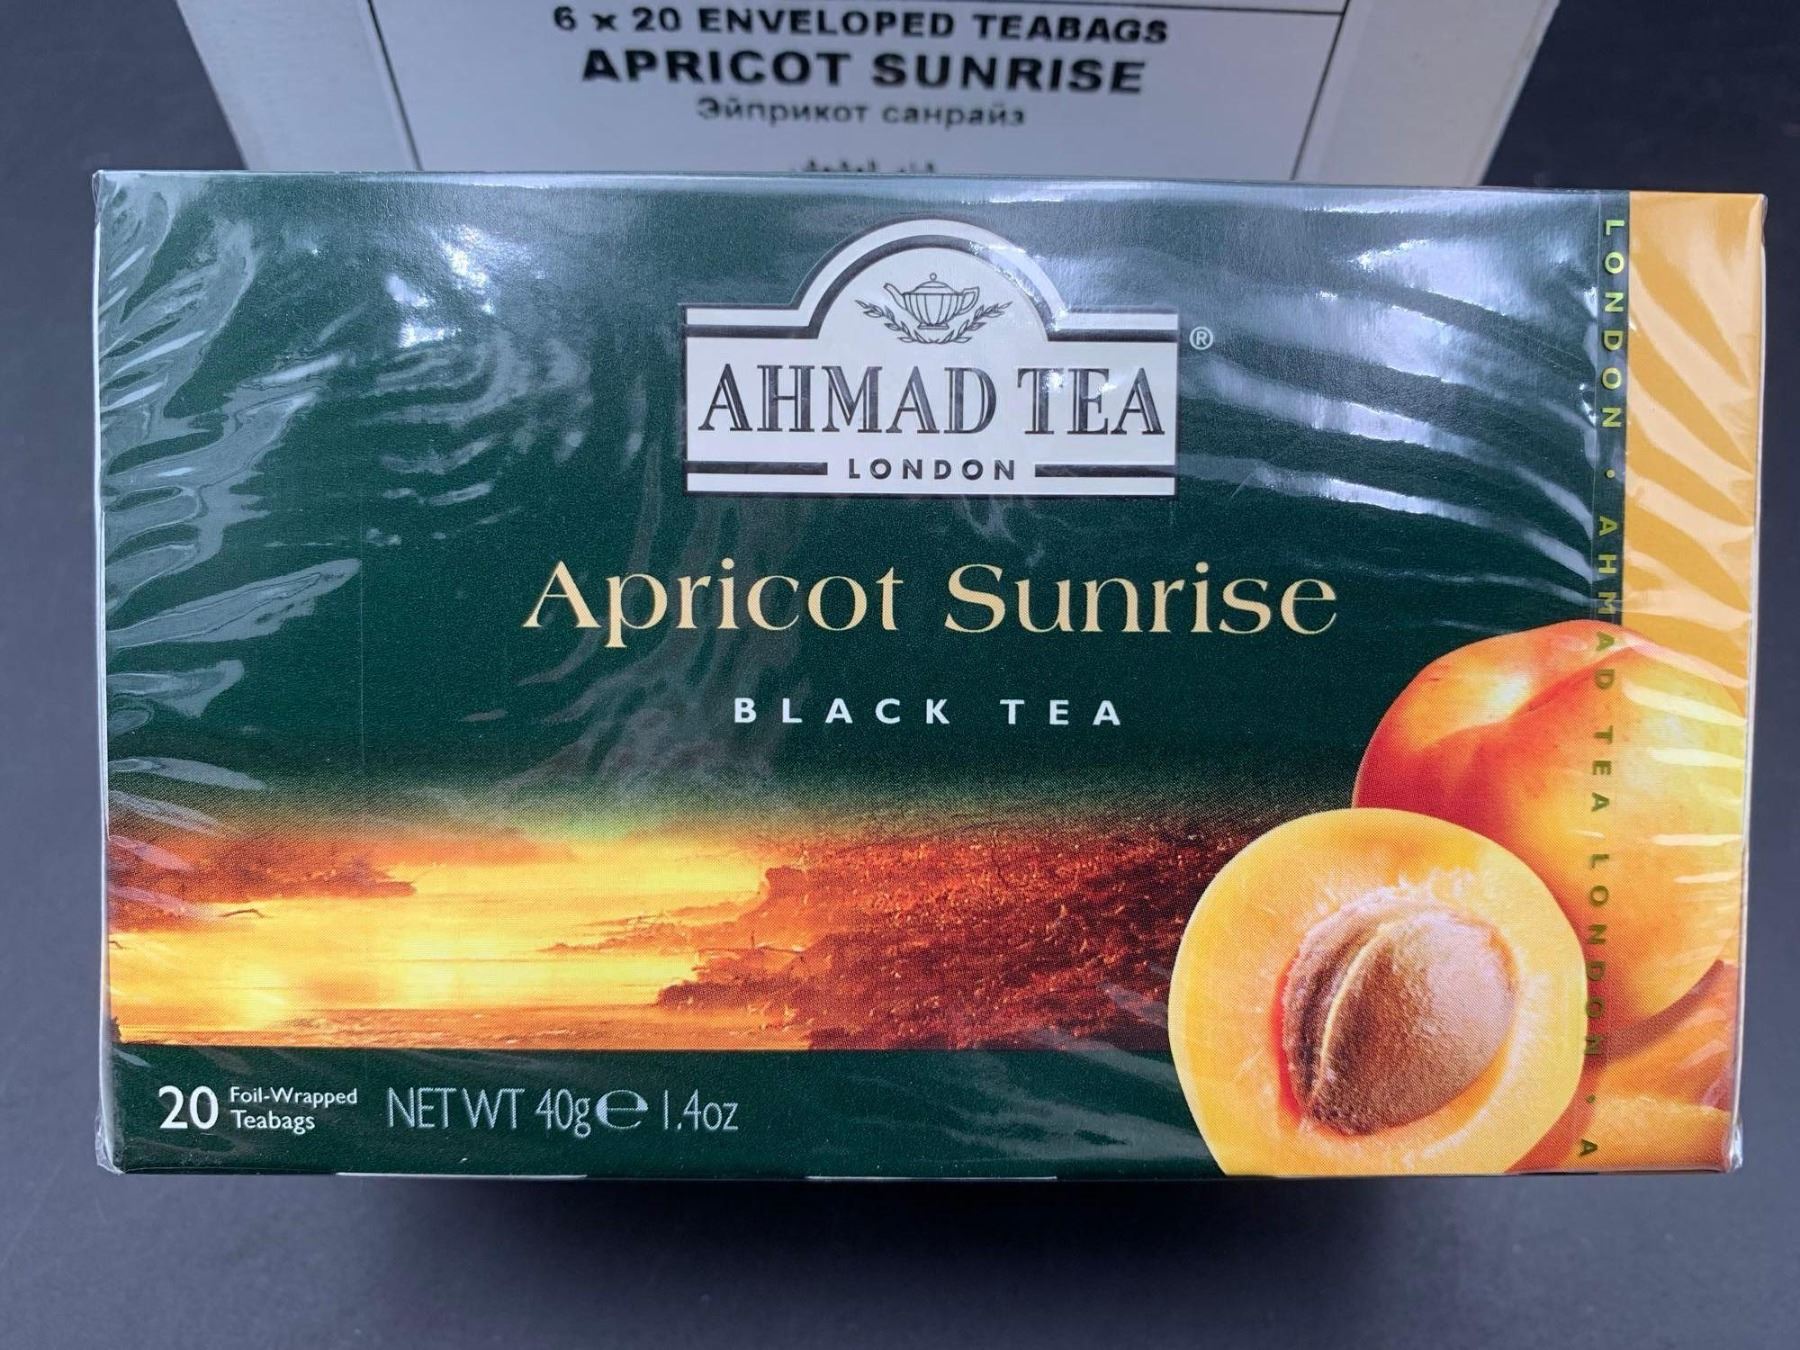 6 x 20 ENVELOPED TEABAGS
APRICOT SUNRISE
Эйприкот санрайз
AHMAD TEA ®
LONDON
Apricot Sunrise
BLACK TEA
20 Foil-Wrapped
Teabags
NET WT 40g e 1.4oz
LONDON · AHMAD TEA LONDON · A